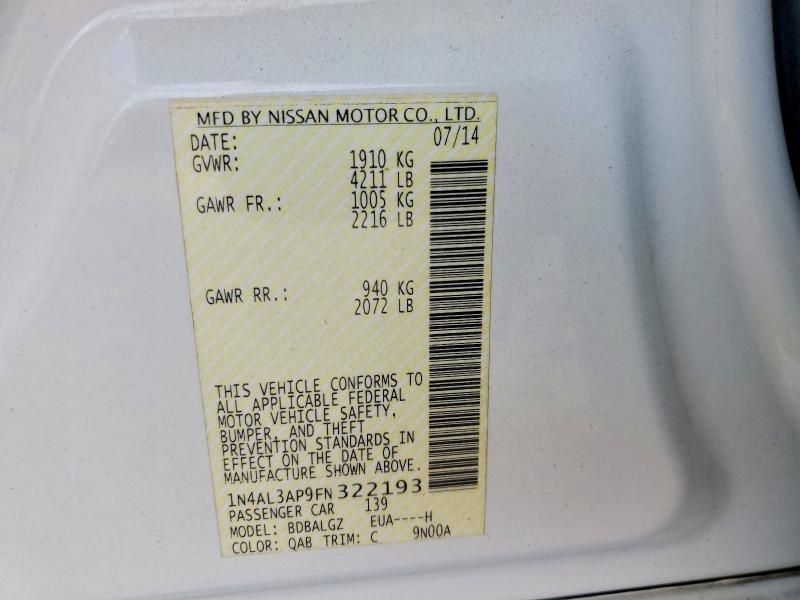 MFD BY NISSAN MOTOR CO., LTD.
DATE: 07/14
GVWR: 1910 KG
4211 LB
GAWR FR.: 1005 KG
2216 LB
GAWR RR.: 940 KG
2072 LB
THIS VEHICLE CONFORMS TO
ALL APPLICABLE FEDERAL
MOTOR VEHICLE SAFETY,
BUMPER, AND THEFT
PREVENTION STANDARDS IN
EFFECT ON THE DATE OF
MANUFACTURE SHOWN ABOVE.
1N4AL3AP9FN322193
PASSENGER CAR 139
MODEL: BDBALGZ EUA----H
COLOR: QAB TRIM: C 9N00A